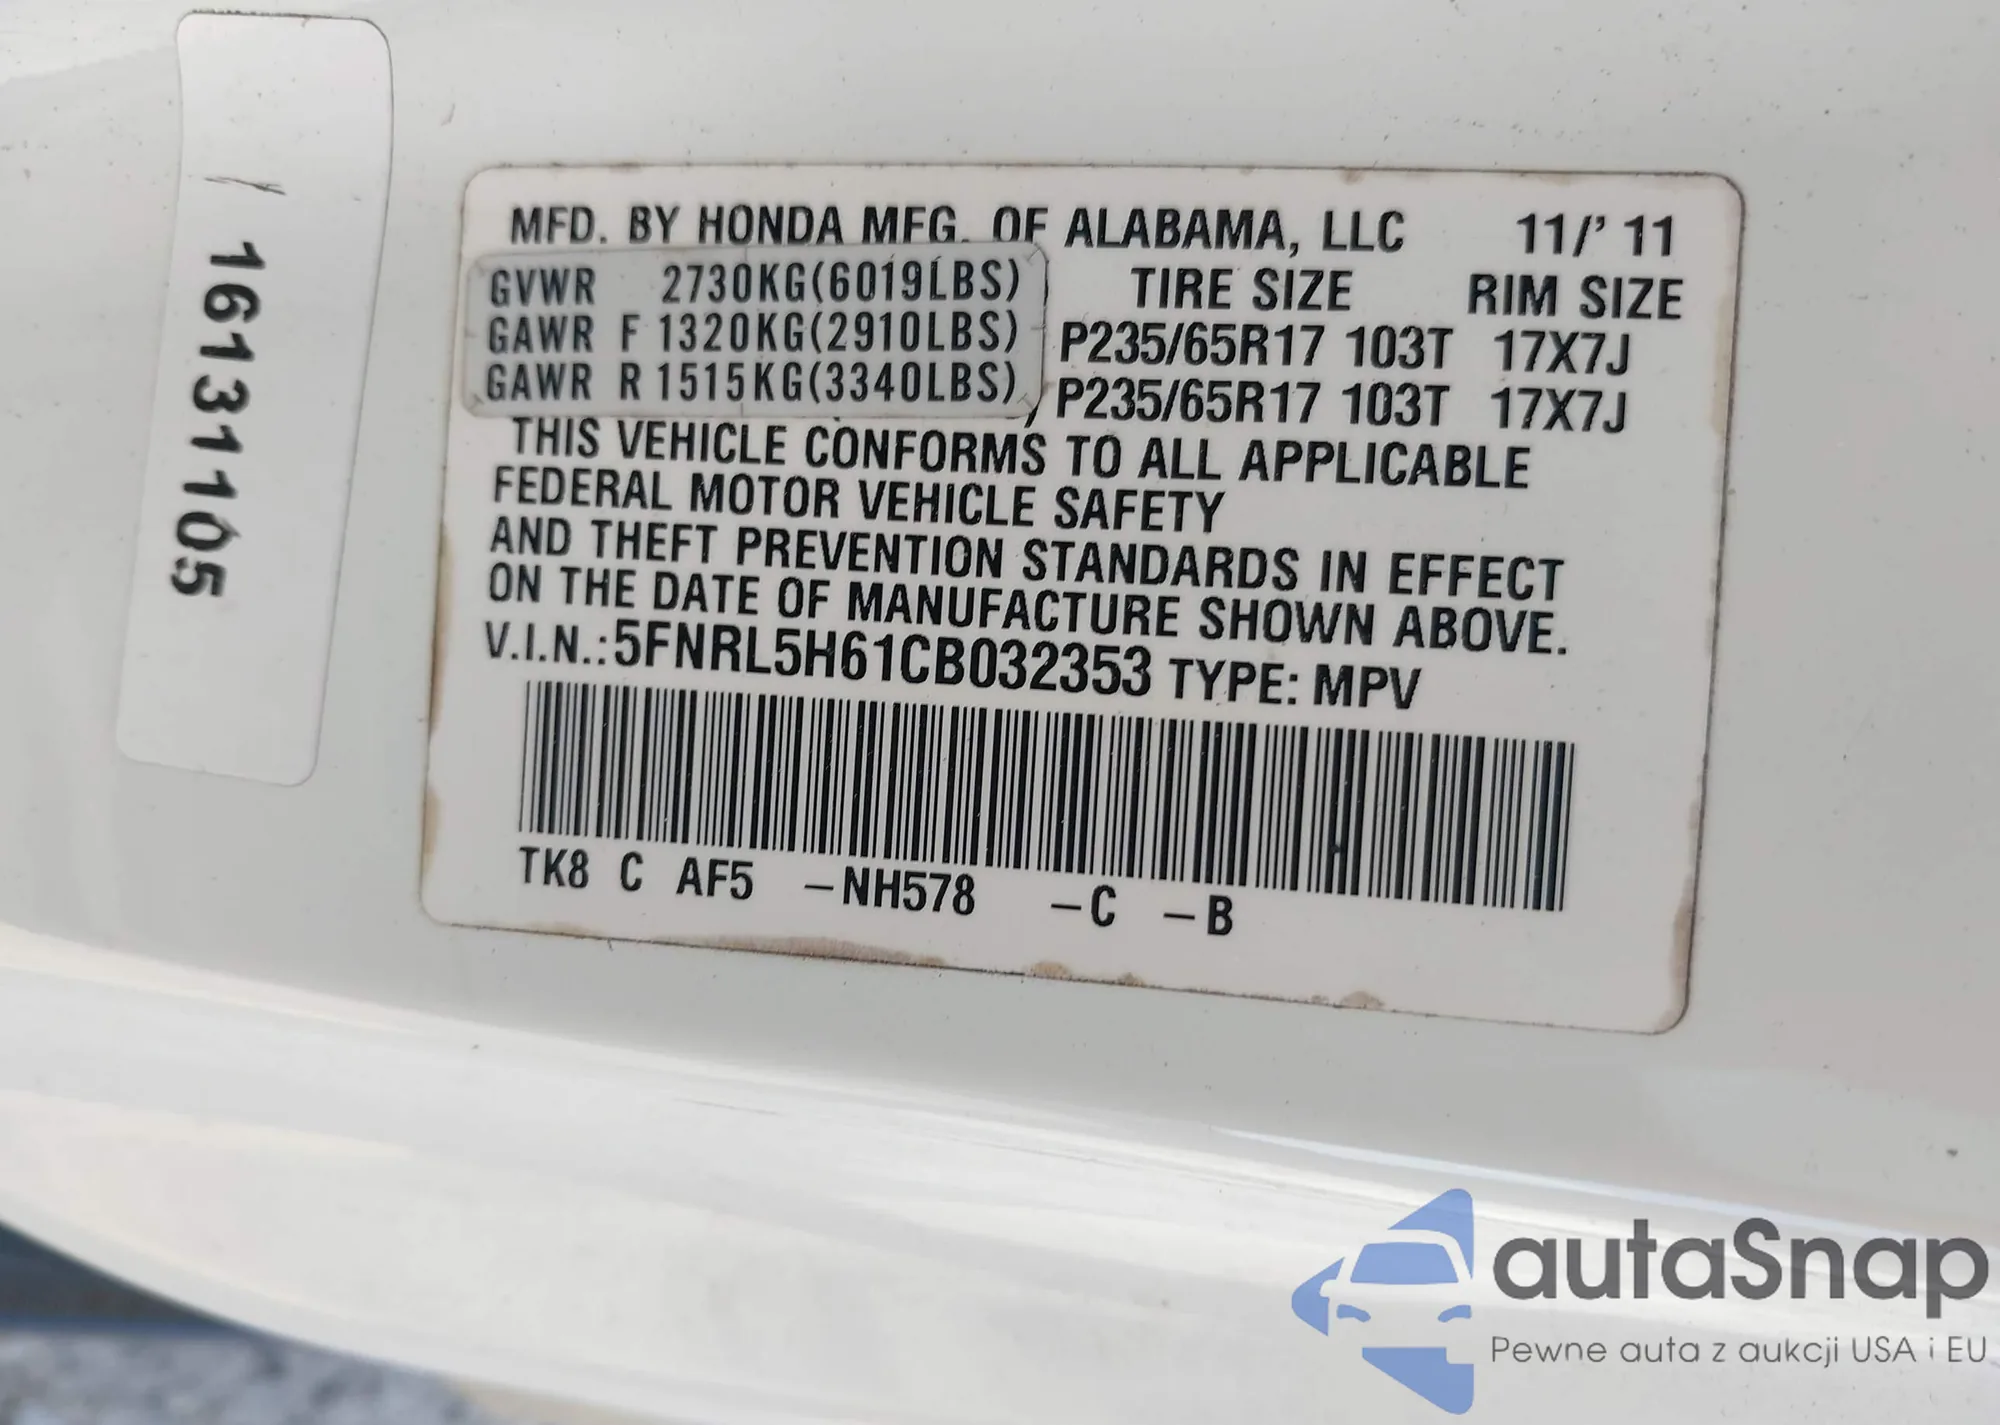 16131105
MFD. BY HONDA MFG. OF ALABAMA, LLC 11/' 11
GVWR 2730KG(6019LBS) TIRE SIZE RIM SIZE
GAWR F 1320KG(2910LBS) P235/65R17 103T 17X7J
GAWR R 1515KG(3340LBS) P235/65R17 103T 17X7J
THIS VEHICLE CONFORMS TO ALL APPLICABLE
FEDERAL MOTOR VEHICLE SAFETY
AND THEFT PREVENTION STANDARDS IN EFFECT
ON THE DATE OF MANUFACTURE SHOWN ABOVE.
V.I.N.:5FNRL5H61CB032353 TYPE: MPV
TK8 C AF5 –NH578 –C –B
autaSnap
Pewne auta z aukcji USA i EU